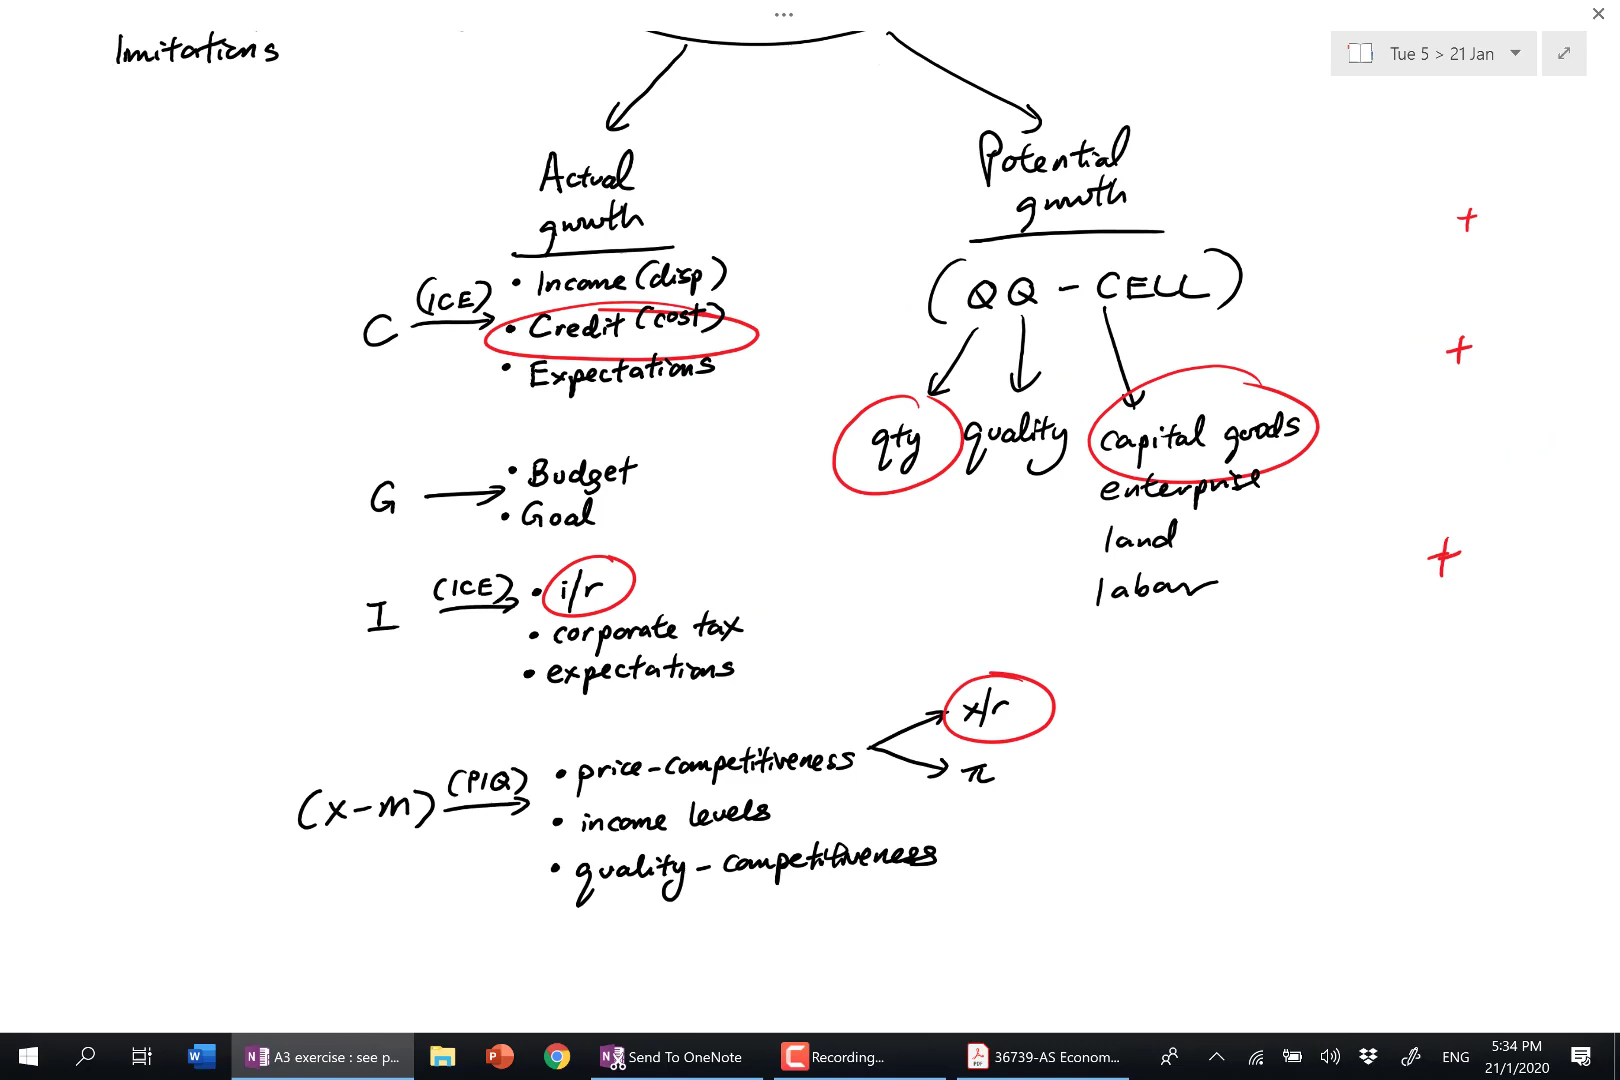 limitations
Tue 5 > 21 Jan
Actual growth
C (ICE)
• Income (disp)
• Credit (cost)
• Expectations
G
• Budget
• Goal
I (ICE)
• i/r
• corporate tax
• expectations
(X-M) (PIQ)
• price-competitiveness
x/r
π
• income levels
• quality-competitiveness
Potential growth
(QQ - CELL)
qty
quality
capital goods
enterprise
land
labour
+
+
+
A3 exercise : see p...
Send To OneNote
Recording...
36739-AS Econom...
ENG
5:34 PM
21/1/2020